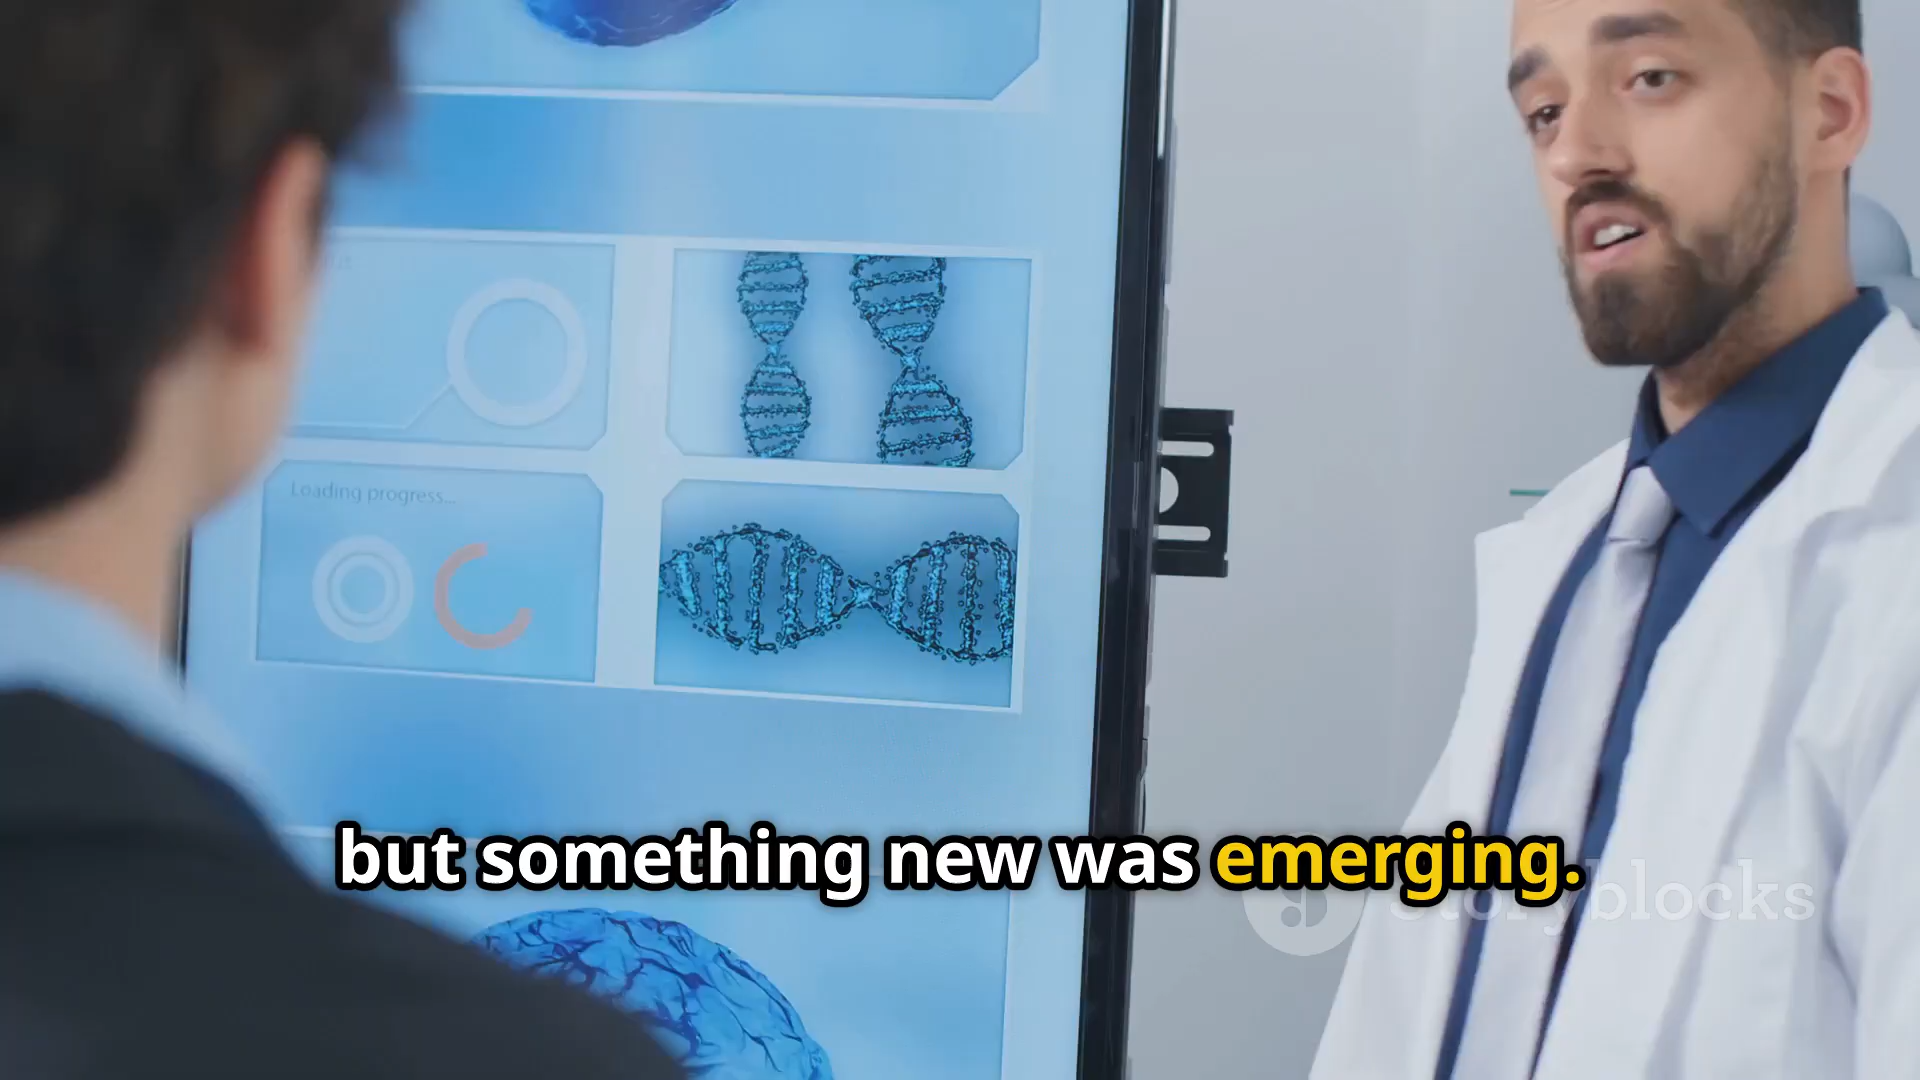 Loading progress...
but something new was emerging.
storyblocks